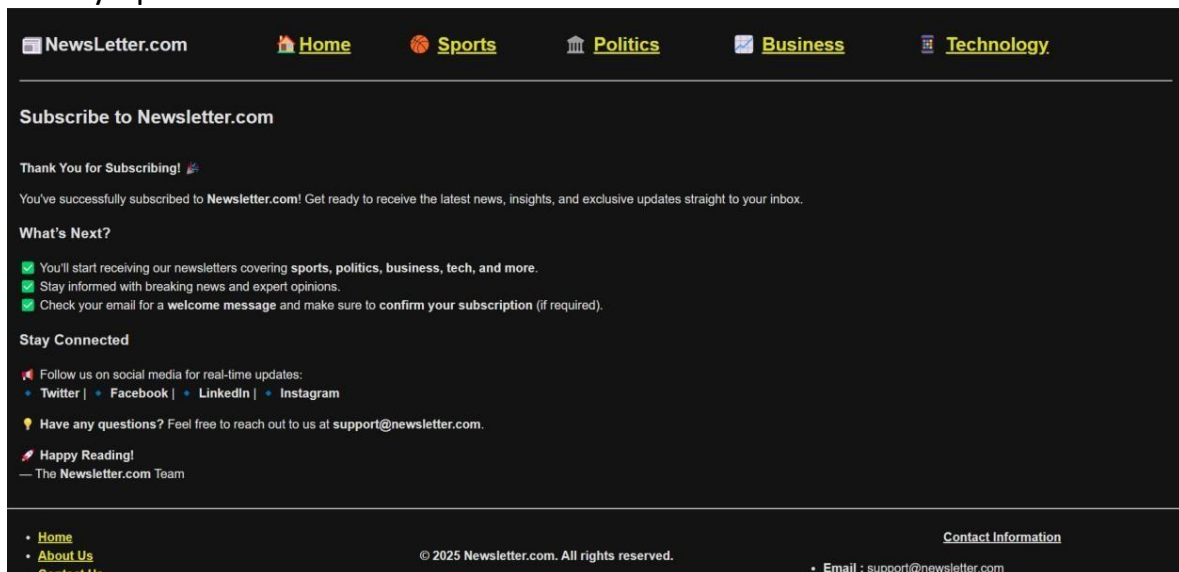 NewsLetter.com Home Sports Politics Business Technology
Subscribe to Newsletter.com
Thank You for Subscribing!
You've successfully subscribed to Newsletter.com! Get ready to receive the latest news, insights, and exclusive updates straight to your inbox.
What's Next?
You'll start receiving our newsletters covering sports, politics, business, tech, and more.
Stay informed with breaking news and expert opinions.
Check your email for a welcome message and make sure to confirm your subscription (if required).
Stay Connected
Follow us on social media for real-time updates:
Twitter | Facebook | LinkedIn | Instagram
Have any questions? Feel free to reach out to us at support@newsletter.com.
Happy Reading!
— The Newsletter.com Team
• Home
• About Us
© 2025 Newsletter.com. All rights reserved.
Contact Information
• Email : support@newsletter.com